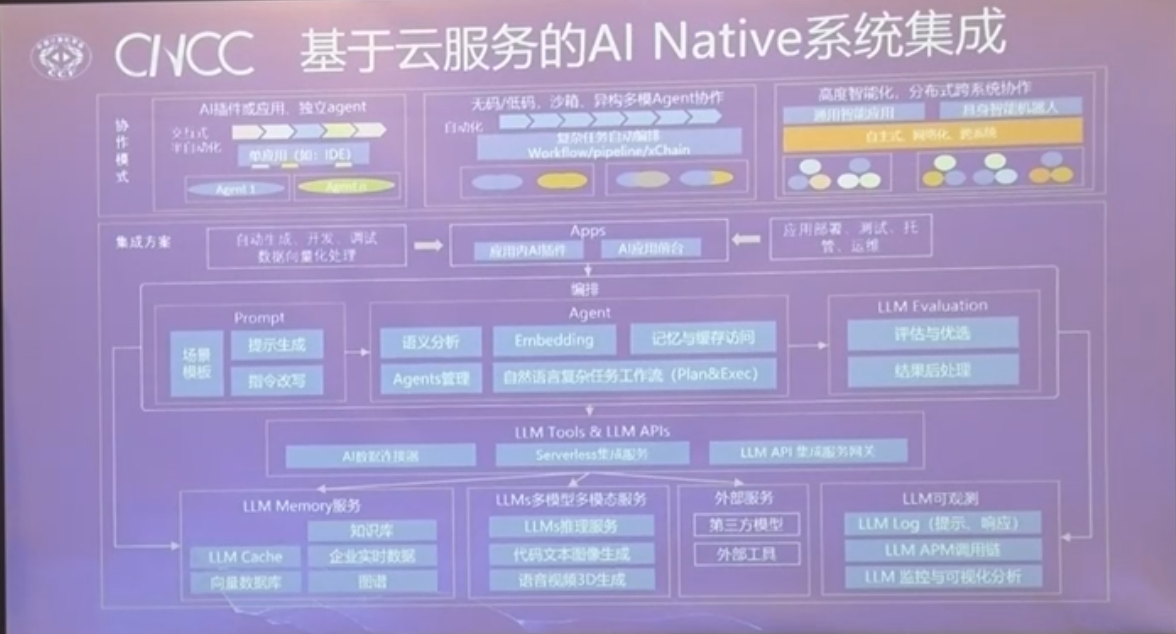 CNCC
基于云服务的AI Native系统集成
协作模式
AI插件或应用、独立agent
交互式
半自动化
单应用（如：IDE）
Agent 1
Agent n
无码/低码、沙箱、异构多模Agent协作
自动化
复杂任务自动编排
Workflow/pipeline/xChain
高度智能化、分布式跨系统协作
通用智能应用
具身智能机器人
自主式、网络化、跨系统
集成方案
自动生成、开发、调试
数据向量化处理
Apps
应用内AI插件
AI应用前台
应用部署、测试、托
管、运维
编排
Prompt
场景
模板
提示生成
指令改写
Agent
语义分析
Embedding
记忆与缓存访问
Agents管理
自然语言复杂任务工作流（Plan&Exec）
LLM Evaluation
评估与优选
结果后处理
LLM Tools & LLM APIs
AI数据连接器
Serverless集成服务
LLM API 集成服务网关
LLM Memory服务
知识库
LLM Cache
企业实时数据
向量数据库
图谱
LLMs多模型多模态服务
LLMs推理服务
代码文本图像生成
语音视频3D生成
外部服务
第三方模型
外部工具
LLM可观测
LLM Log（提示、响应）
LLM APM调用链
LLM 监控与可视化分析